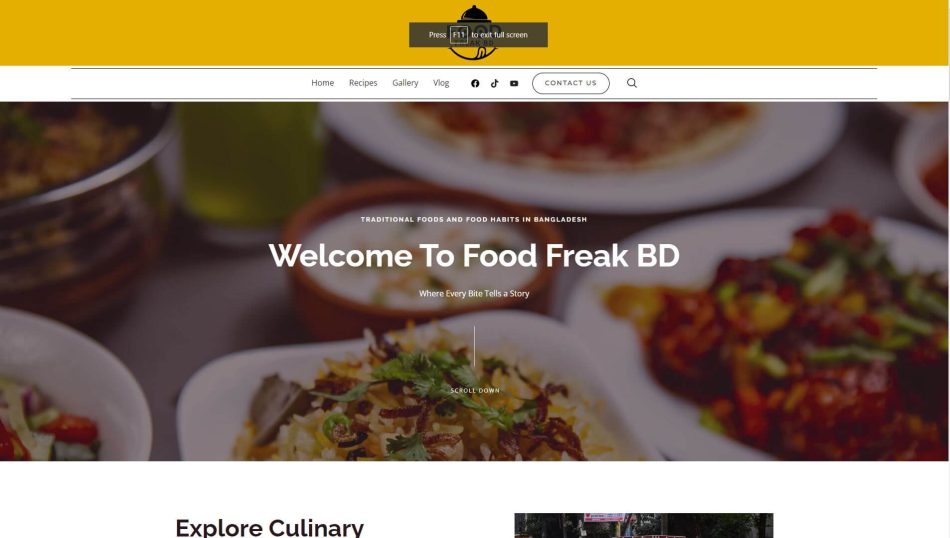 Press F11 to exit full screen
Home Recipes Gallery Vlog CONTACT US
TRADITIONAL FOODS AND FOOD HABITS IN BANGLADESH
Welcome To Food Freak BD
Where Every Bite Tells a Story
SCROLL DOWN
Explore Culinary